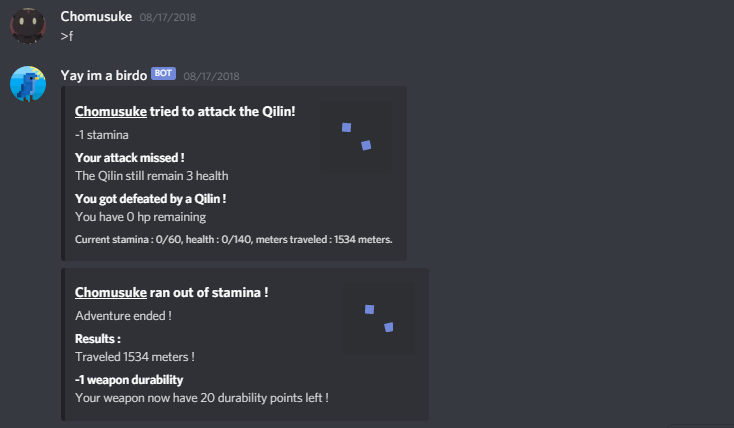 Chomusuke 08/17/2018
>f
Yay im a birdo BOT 08/17/2018
Chomusuke tried to attack the Qilin!
-1 stamina
Your attack missed !
The Qilin still remain 3 health
You got defeated by a Qilin !
You have 0 hp remaining
Current stamina : 0/60, health : 0/140, meters traveled : 1534 meters.
Chomusuke ran out of stamina !
Adventure ended !
Results :
Traveled 1534 meters !
-1 weapon durability
Your weapon now have 20 durability points left !